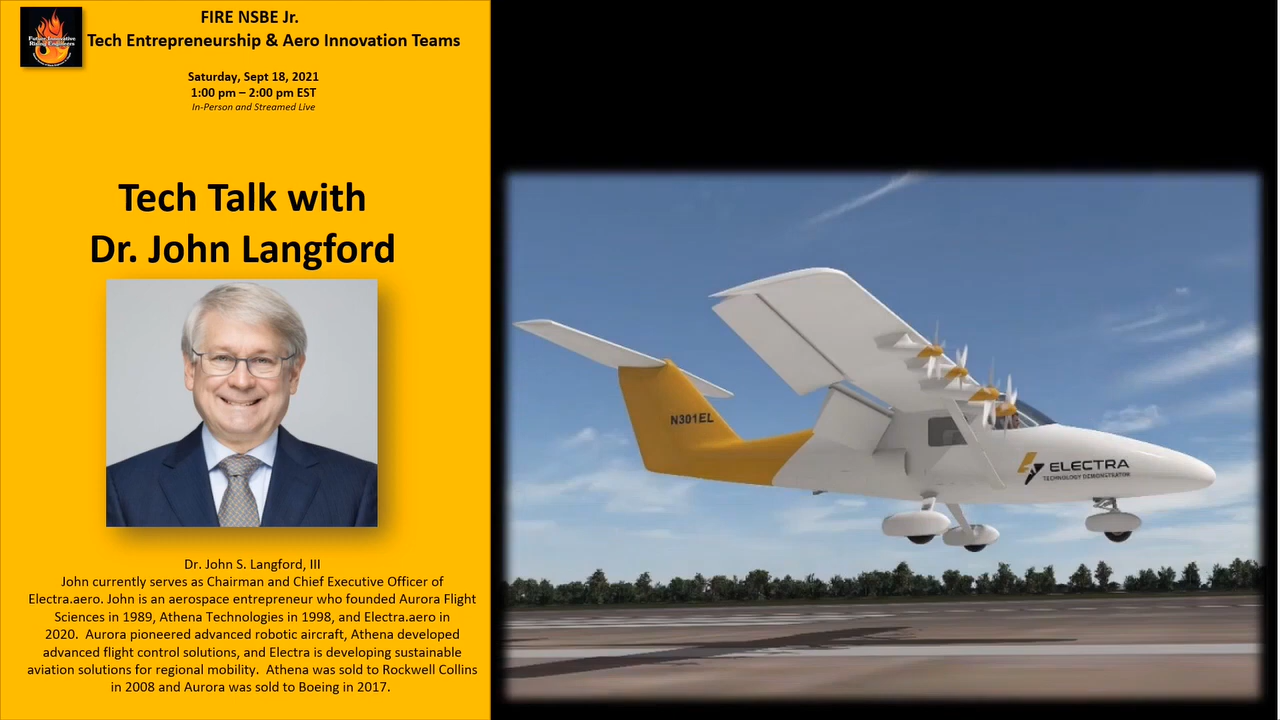 FIRE NSBE Jr.
Tech Entrepreneurship & Aero Innovation Teams
Future Innovative
Rising Engineers
Saturday, Sept 18, 2021
1:00 pm – 2:00 pm EST
In-Person and Streamed Live
Tech Talk with
Dr. John Langford
Dr. John S. Langford, III
John currently serves as Chairman and Chief Executive Officer of
Electra.aero. John is an aerospace entrepreneur who founded Aurora Flight
Sciences in 1989, Athena Technologies in 1998, and Electra.aero in
2020.  Aurora pioneered advanced robotic aircraft, Athena developed
advanced flight control solutions, and Electra is developing sustainable
aviation solutions for regional mobility.  Athena was sold to Rockwell Collins
in 2008 and Aurora was sold to Boeing in 2017.
N301EL
ELECTRA
TECHNOLOGY DEMONSTRATOR